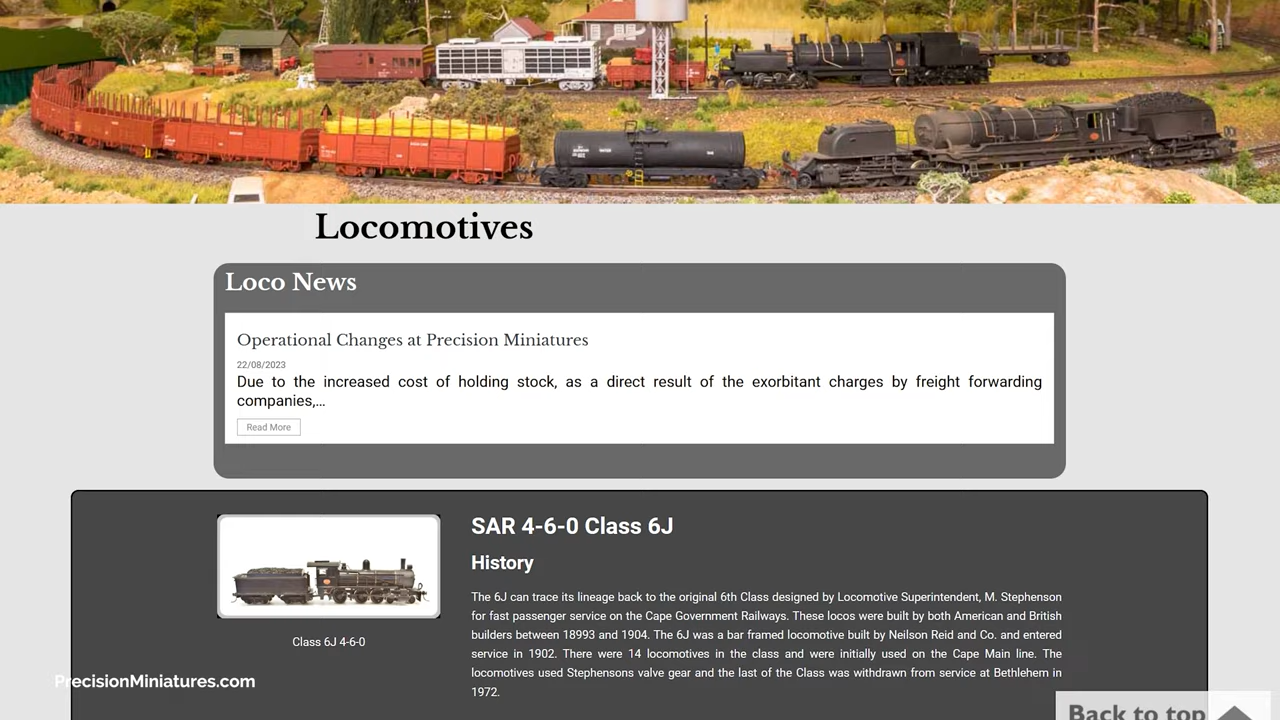 Locomotives
Loco News
Operational Changes at Precision Miniatures
22/08/2023
Due to the increased cost of holding stock, as a direct result of the exorbitant charges by freight forwarding
companies,...
Read More
SAR 4-6-0 Class 6J
History
The 6J can trace its lineage back to the original 6th Class designed by Locomotive Superintendent, M. Stephenson
for fast passenger service on the Cape Government Railways. These locos were built by both American and British
builders between 18993 and 1904. The 6J was a bar framed locomotive built by Neilson Reid and Co. and entered
service in 1902. There were 14 locomotives in the class and were initially used on the Cape Main line. The
locomotives used Stephensons valve gear and the last of the Class was withdrawn from service at Bethlehem in
1972.
Class 6J 4-6-0
PrecisionMiniatures.com
Back to top